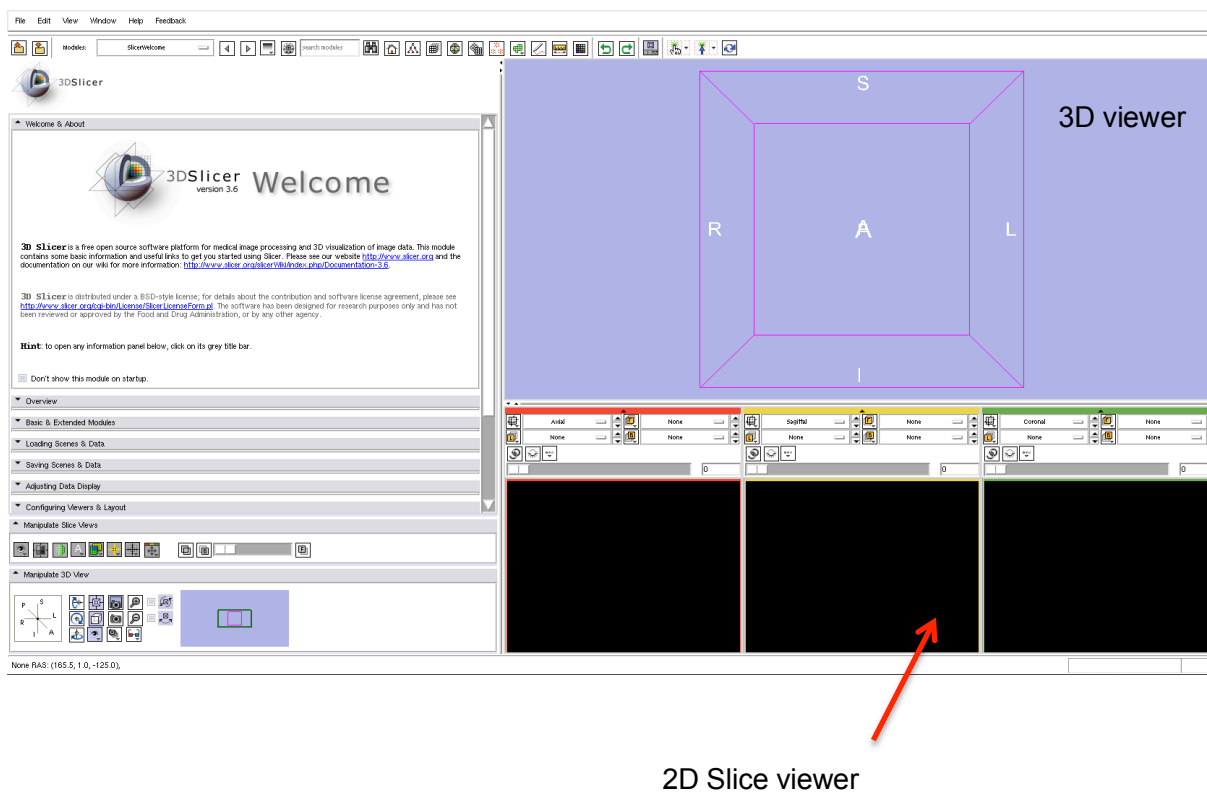 File Edit View Window Help Feedback
Modules: SlicerWelcome search modules
3DSlicer
Welcome & About
3DSlicer version 3.6 Welcome
3D Slicer is a free open source software platform for medical image processing and 3D visualization of image data. This module
contains some basic information and useful links to get you started using Slicer. Please see our website http://www.slicer.org and the
documentation on our wiki for more information: http://www.slicer.org/slicerWiki/index.php/Documentation-3.6.
3D Slicer is distributed under a BSD-style license; for details about the contribution and software license agreement, please see
http://www.slicer.org/cgi-bin/License/SlicerLicenseForm.pl. The software has been designed for research purposes only and has not
been reviewed or approved by the Food and Drug Administration, or by any other agency.
Hint: to open any information panel below, click on its grey title bar.
Don't show this module on startup.
Overview
Basic & Extended Modules
Loading Scenes & Data
Saving Scenes & Data
Adjusting Data Display
Configuring Viewers & Layout
Manipulate Slice Views
Manipulate 3D View
P S
R L
I A
None RAS: (165.5, 1.0, -125.0),
S
3D viewer
R A L
I
Axial None Sagittal None Coronal None
None None None None None None
0 0 0
2D Slice viewer